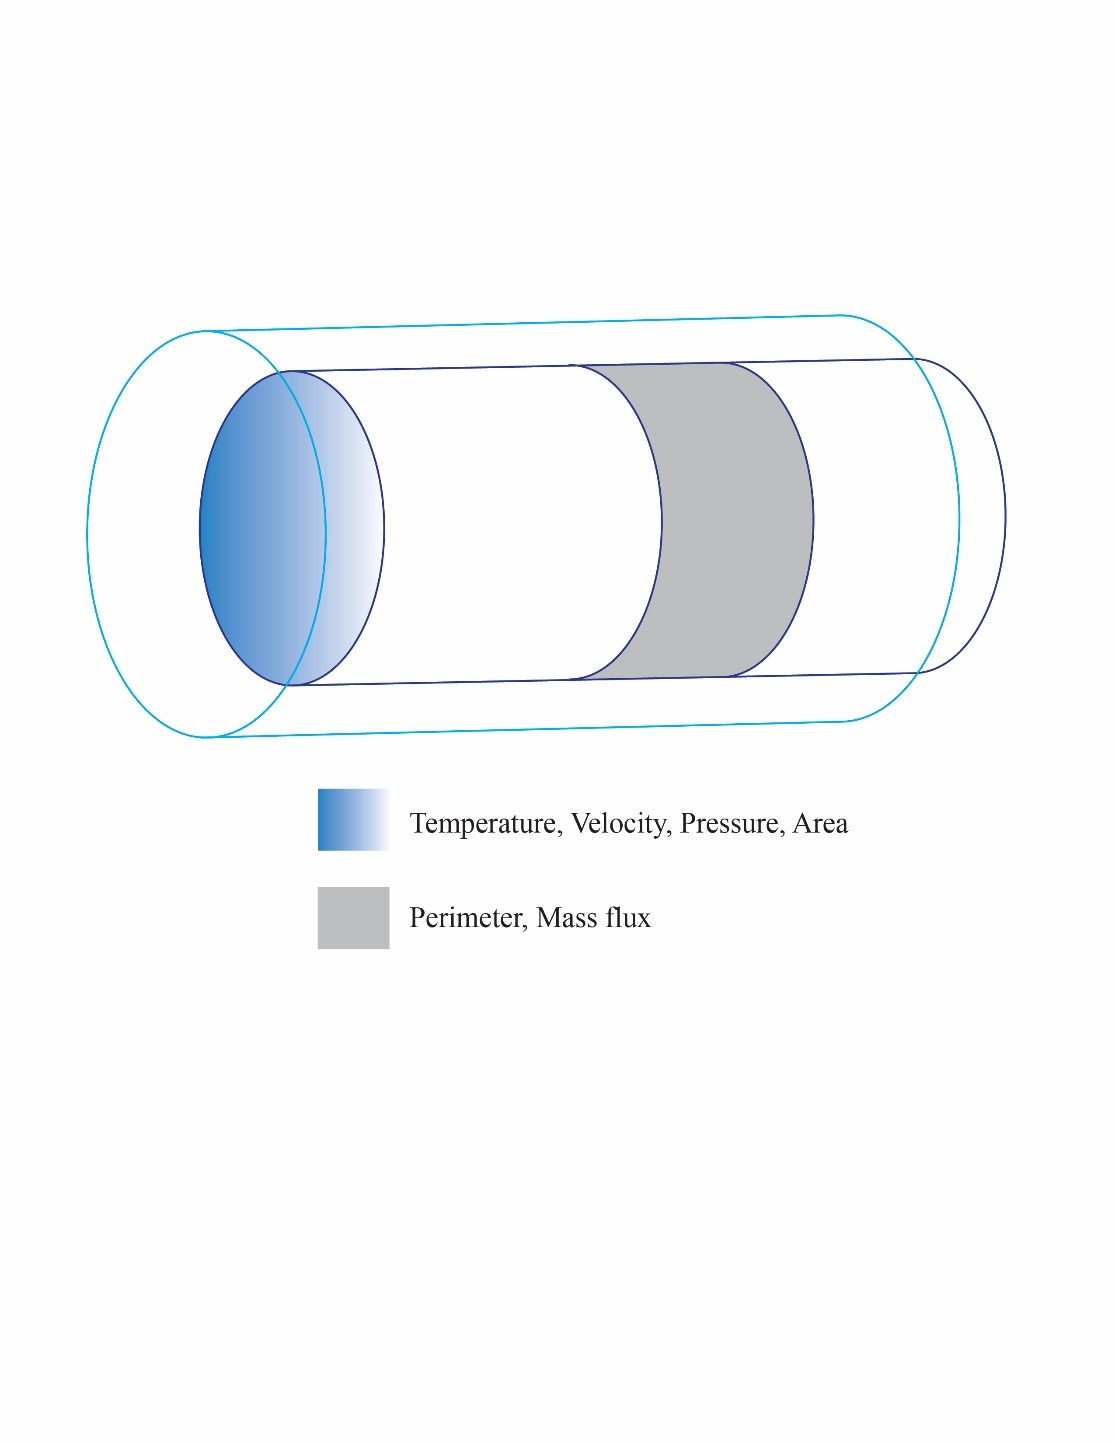 Temperature, Velocity, Pressure, Area
Perimeter, Mass flux